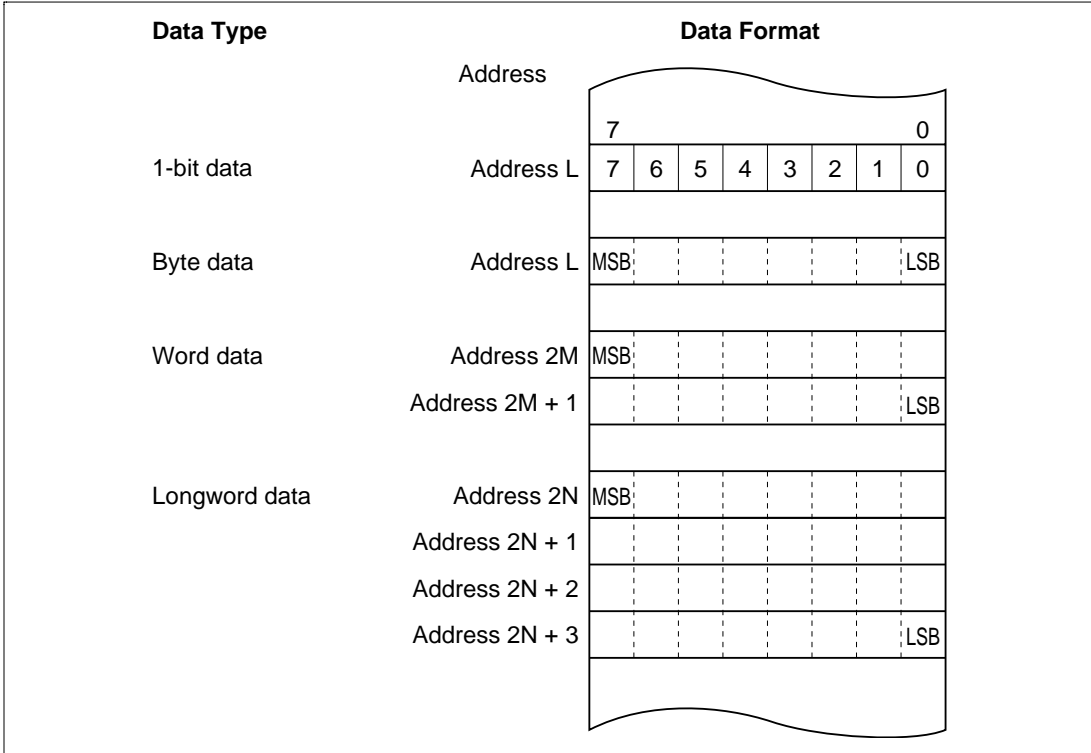 Data Type Data Format
Address
7 0
1-bit data Address L 7 6 5 4 3 2 1 0
Byte data Address L MSB LSB
Word data Address 2M MSB
Address 2M + 1 LSB
Longword data Address 2N MSB
Address 2N + 1
Address 2N + 2
Address 2N + 3 LSB